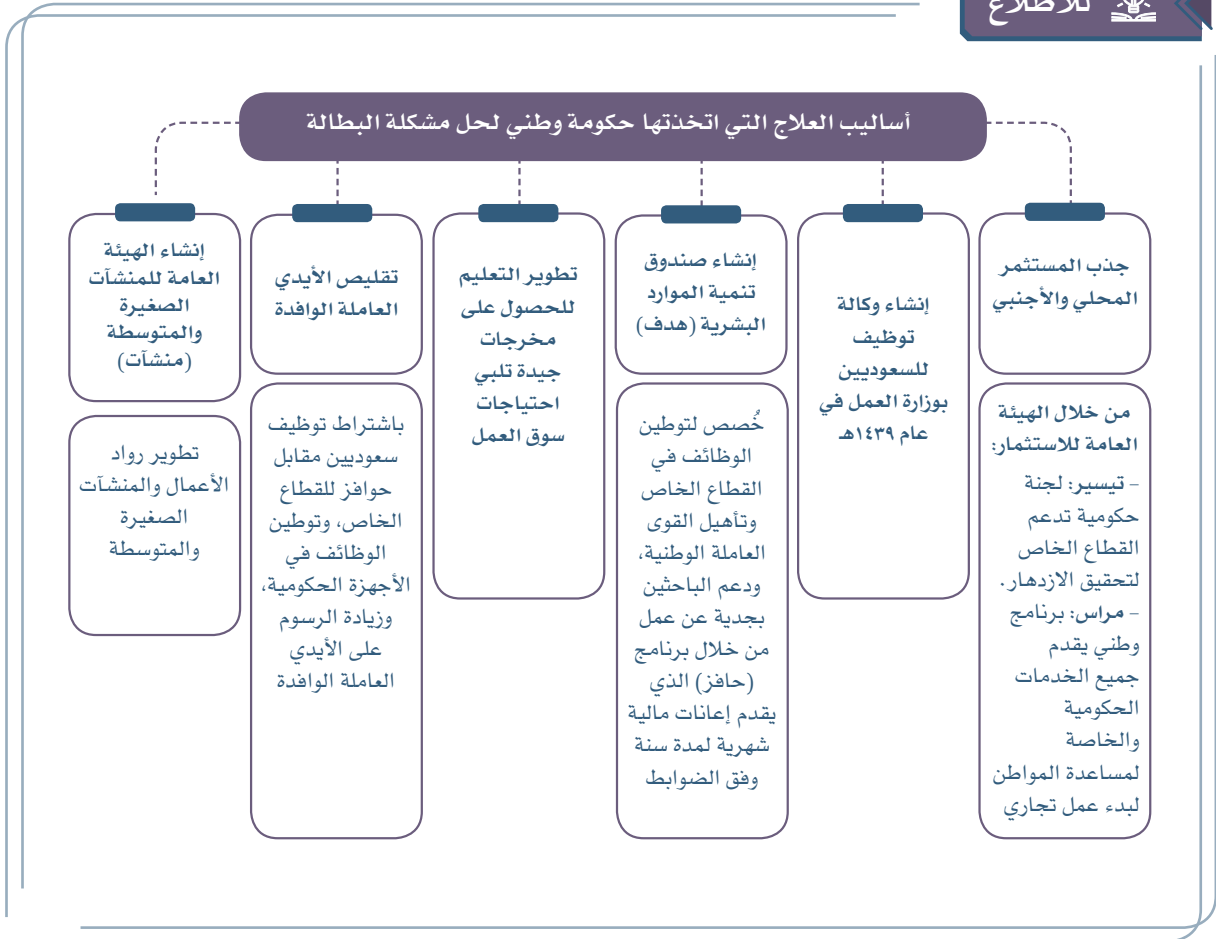 للاطلاع
أساليب العلاج التي اتخذتها حكومة وطني لحل مشكلة البطالة
جذب المستثمر
المحلي والأجنبي
من خلال الهيئة
العامة للاستثمار:
- تيسير: لجنة
حكومية تدعم
القطاع الخاص
لتحقيق الازدهار.
- مراس: برنامج
وطني يقدم
جميع الخدمات
الحكومية
والخاصة
لمساعدة المواطن
لبدء عمل تجاري
إنشاء وكالة
توظيف
للسعوديين
بوزارة العمل في
عام ١٤٣٩هـ
إنشاء صندوق
تنمية الموارد
البشرية (هدف)
خُصص لتوطين
الوظائف في
القطاع الخاص
وتأهيل القوى
العاملة الوطنية،
ودعم الباحثين
بجدية عن عمل
من خلال برنامج
(حافز) الذي
يقدم إعانات مالية
شهرية لمدة سنة
وفق الضوابط
تطوير التعليم
للحصول على
مخرجات
جيدة تلبي
احتياجات
سوق العمل
تقليص الأيدي
العاملة الوافدة
باشتراط توظيف
سعوديين مقابل
حوافز للقطاع
الخاص، وتوطين
الوظائف في
الأجهزة الحكومية،
وزيادة الرسوم
على الأيدي
العاملة الوافدة
إنشاء الهيئة
العامة للمنشآت
الصغيرة
والمتوسطة
(منشآت)
تطوير رواد
الأعمال والمنشآت
الصغيرة
والمتوسطة